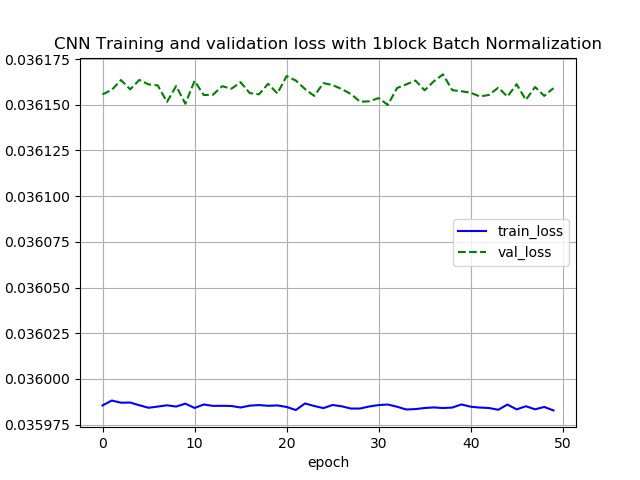 CNN Training and validation loss with 1block Batch Normalization
0.036175
0.036150
0.036125
0.036100
0.036075
0.036050
0.036025
0.036000
0.035975
train_loss
val_loss
0 10 20 30 40 50
epoch